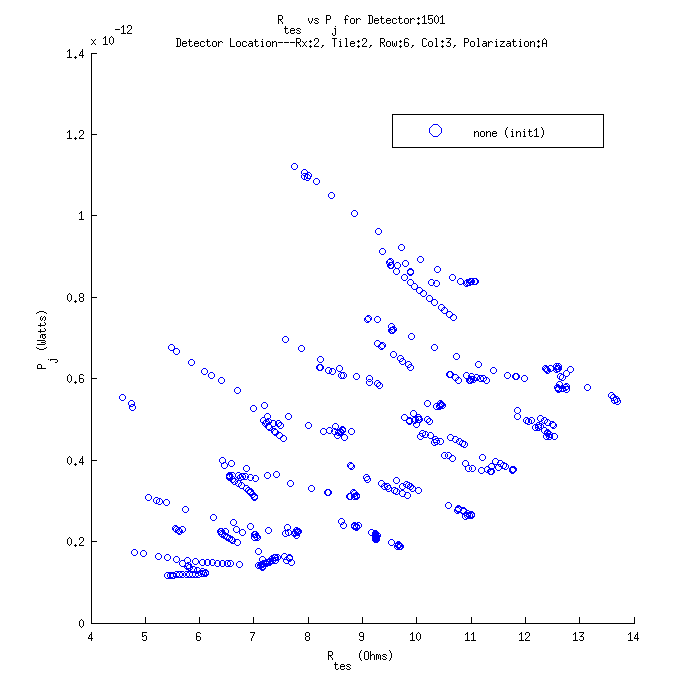 R_tes vs P_j for Detector:1501
x 10^-12
Detector Location---Rx:2, Tile:2, Row:6, Col:3, Polarization:A
1.4
1.2
none (init1)
1
0.8
P_j (Watts)
0.6
0.4
0.2
0
4 5 6 7 8 9 10 11 12 13 14
R_tes (Ohms)